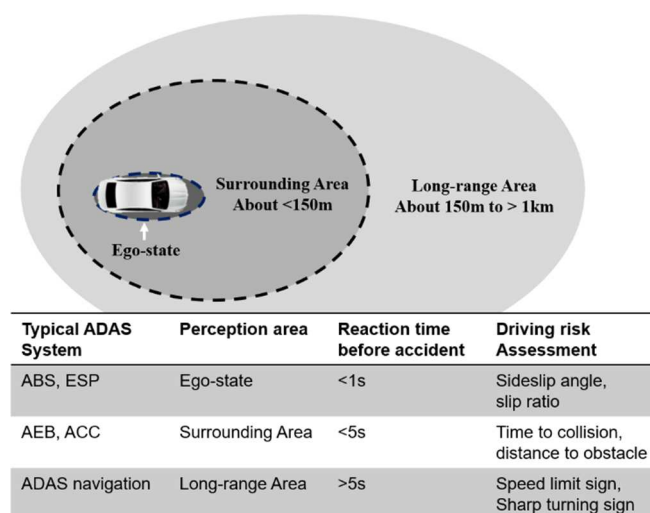 Surrounding Area
About <150m
Long-range Area
About 150m to > 1km
Ego-state
Typical ADAS System Perception area Reaction time before accident Driving risk Assessment
ABS, ESP Ego-state <1s Sideslip angle, slip ratio
AEB, ACC Surrounding Area <5s Time to collision, distance to obstacle
ADAS navigation Long-range Area >5s Speed limit sign, Sharp turning sign